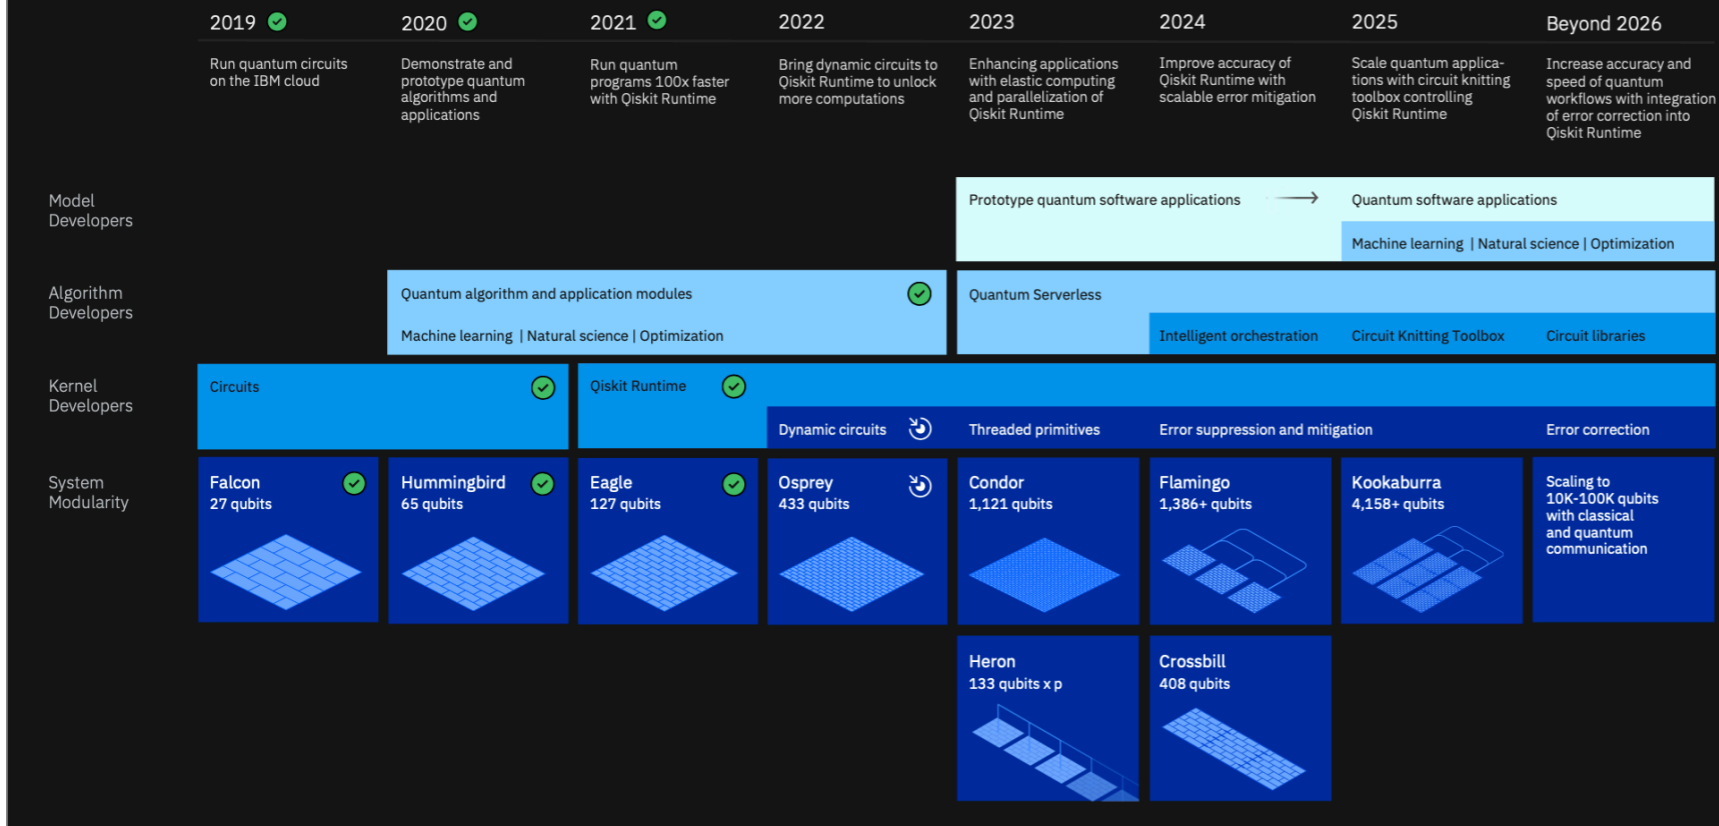 2019
2020
2021
2022
2023
2024
2025
Beyond 2026
Run quantum circuits
on the IBM cloud
Demonstrate and
prototype quantum
algorithms and
applications
Run quantum
programs 100x faster
with Qiskit Runtime
Bring dynamic circuits to
Qiskit Runtime to unlock
more computations
Enhancing applications
with elastic computing
and parallelization of
Qiskit Runtime
Improve accuracy of
Qiskit Runtime with
scalable error mitigation
Scale quantum applica-
tions with circuit knitting
toolbox controlling
Qiskit Runtime
Increase accuracy and
speed of quantum
workflows with integration
of error correction into
Qiskit Runtime
Model
Developers
Prototype quantum software applications
Quantum software applications
Machine learning | Natural science | Optimization
Algorithm
Developers
Quantum algorithm and application modules
Machine learning | Natural science | Optimization
Quantum Serverless
Intelligent orchestration
Circuit Knitting Toolbox
Circuit libraries
Kernel
Developers
Circuits
Qiskit Runtime
Dynamic circuits
Threaded primitives
Error suppression and mitigation
Error correction
System
Modularity
Falcon
27 qubits
Hummingbird
65 qubits
Eagle
127 qubits
Osprey
433 qubits
Condor
1,121 qubits
Flamingo
1,386+ qubits
Kookaburra
4,158+ qubits
Scaling to
10K-100K qubits
with classical
and quantum
communication
Heron
133 qubits x p
Crossbill
408 qubits